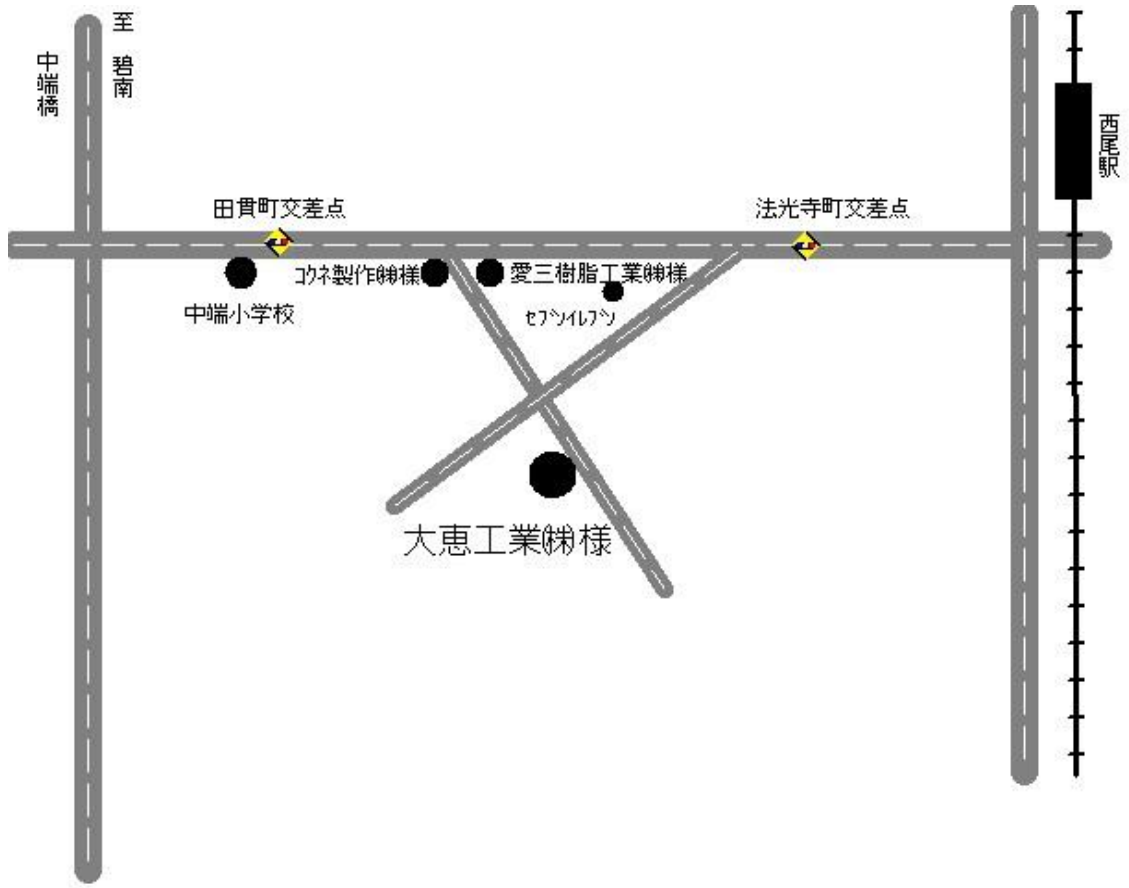 至 碧南
中端橋
西尾駅
田貫町交差点
法光寺町交差点
コウネ製作㈱様
愛三樹脂工業㈱様
中端小学校
ｾﾌﾞﾝｲﾚﾌﾞﾝ
大恵工業㈱様